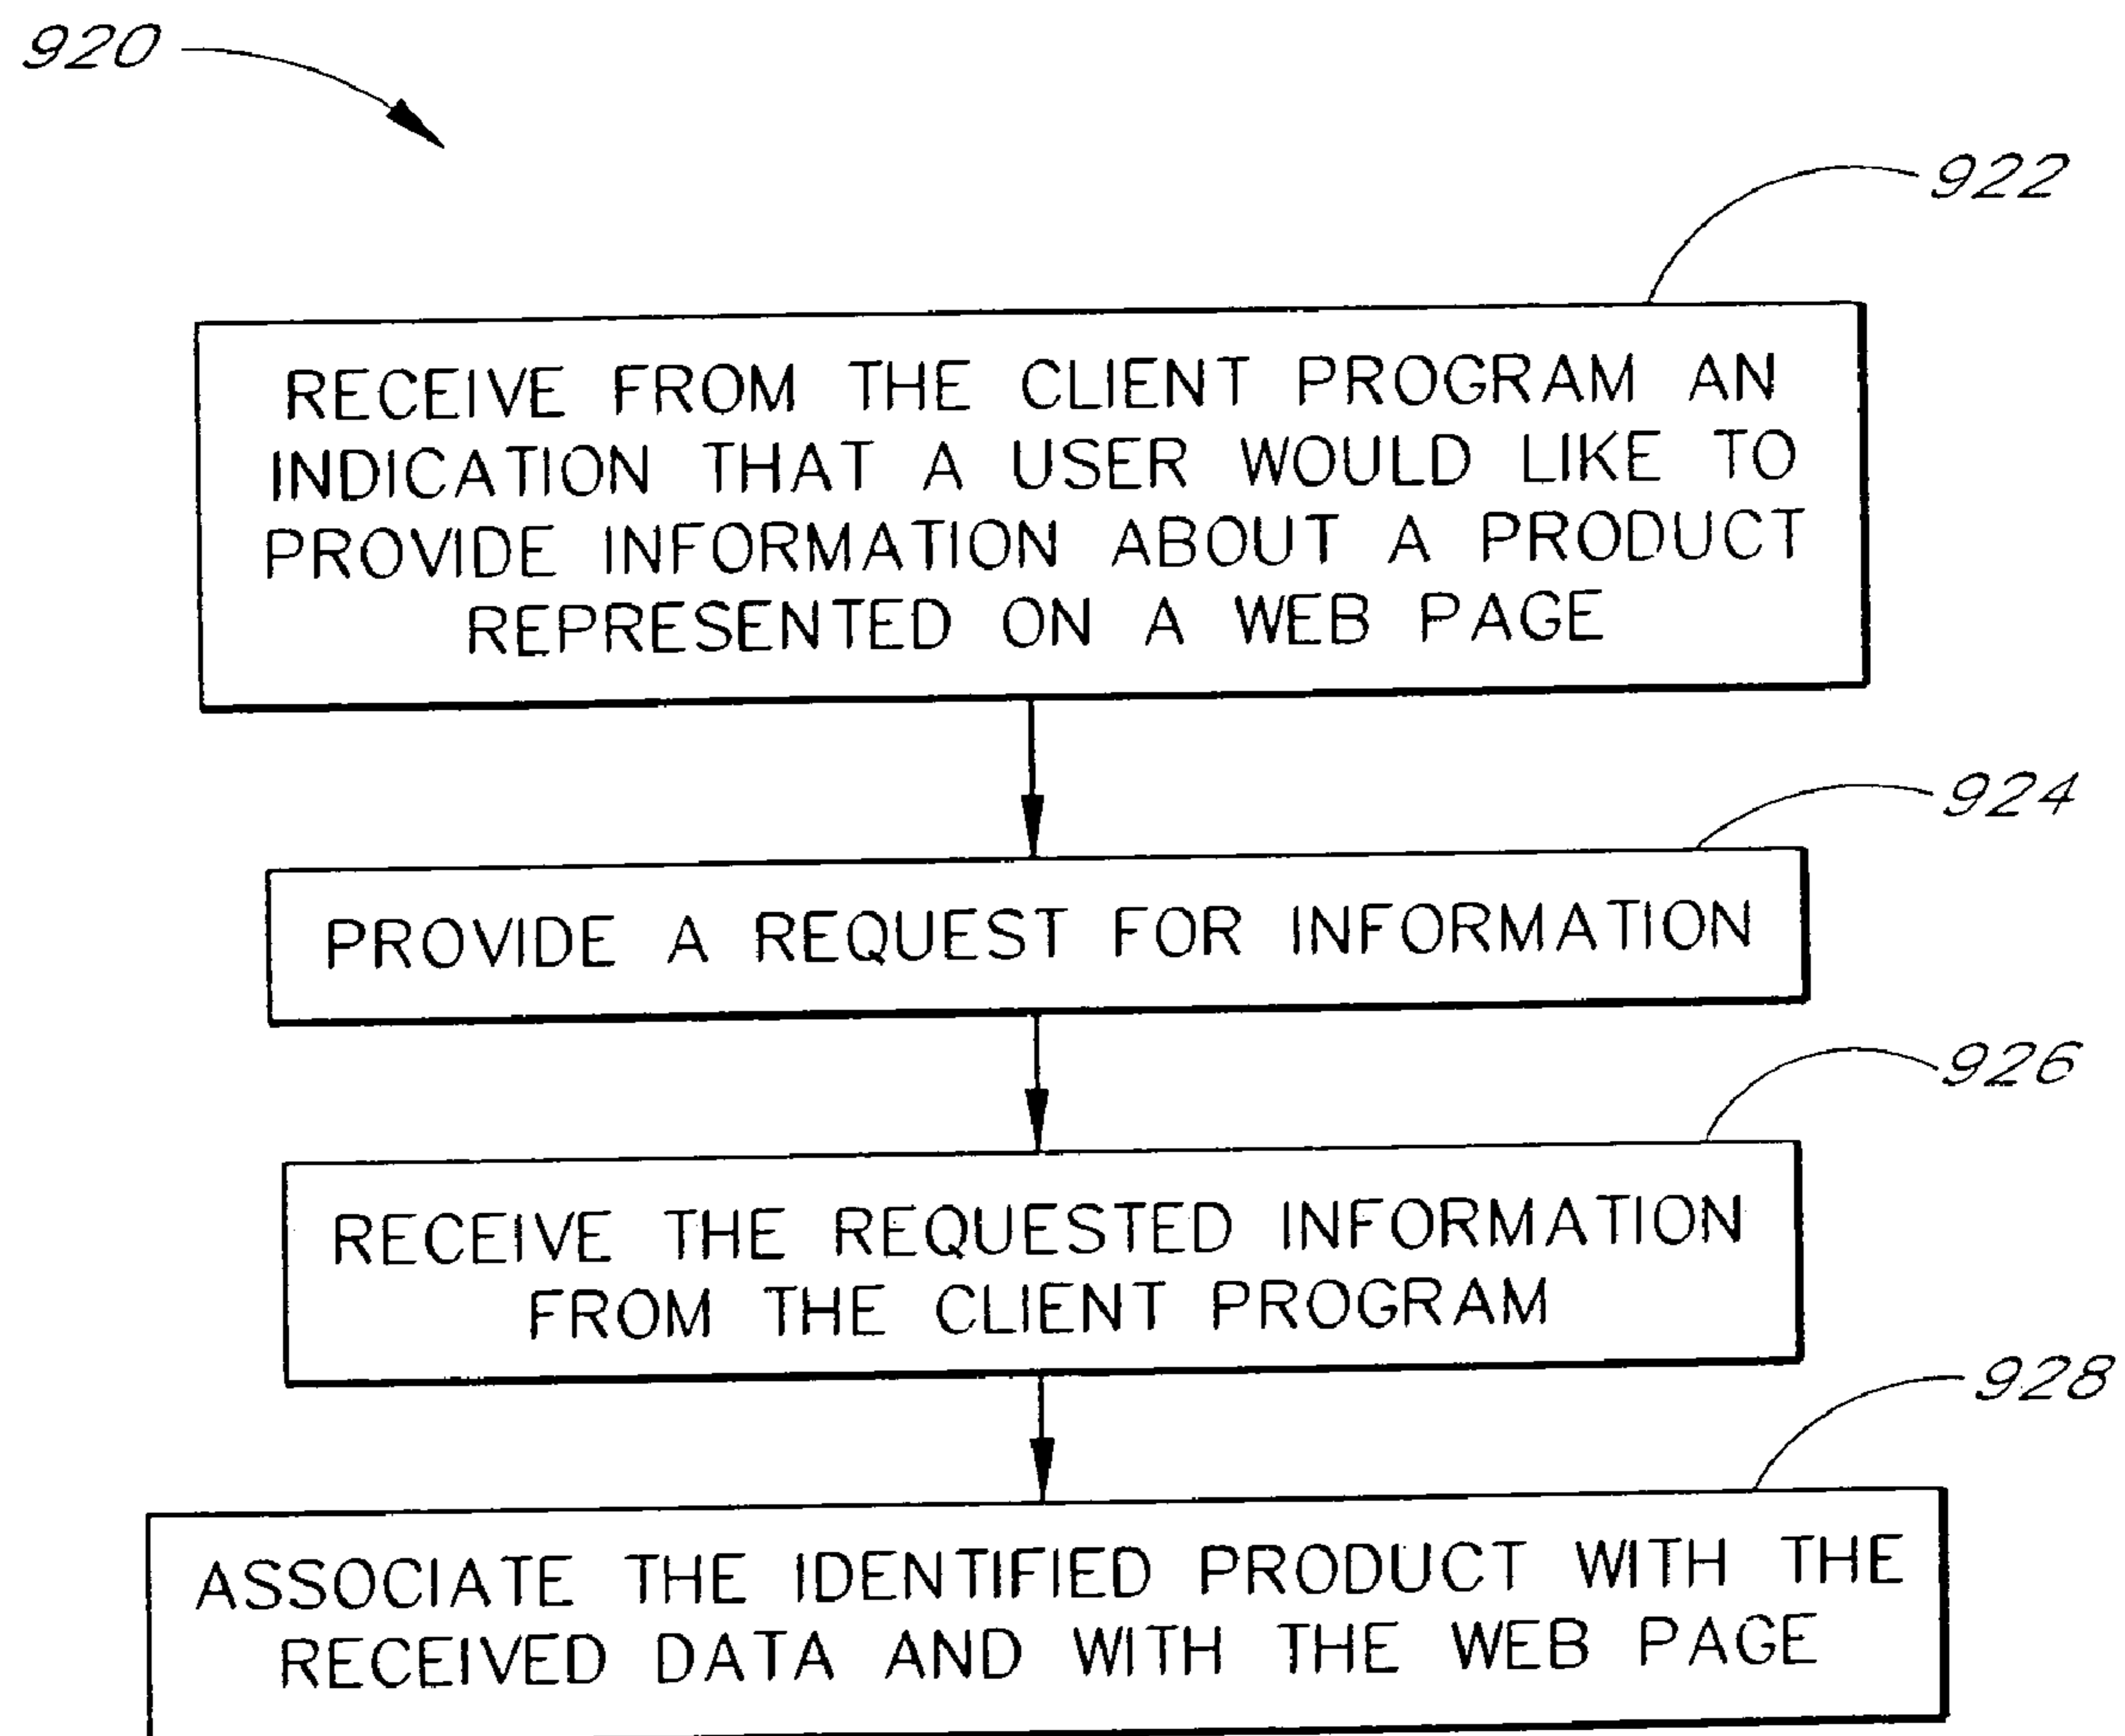 920
922
RECEIVE FROM THE CLIENT PROGRAM AN
INDICATION THAT A USER WOULD LIKE TO
PROVIDE INFORMATION ABOUT A PRODUCT
REPRESENTED ON A WEB PAGE
924
PROVIDE A REQUEST FOR INFORMATION
926
RECEIVE THE REQUESTED INFORMATION
FROM THE CLIENT PROGRAM
928
ASSOCIATE THE IDENTIFIED PRODUCT WITH THE
RECEIVED DATA AND WITH THE WEB PAGE